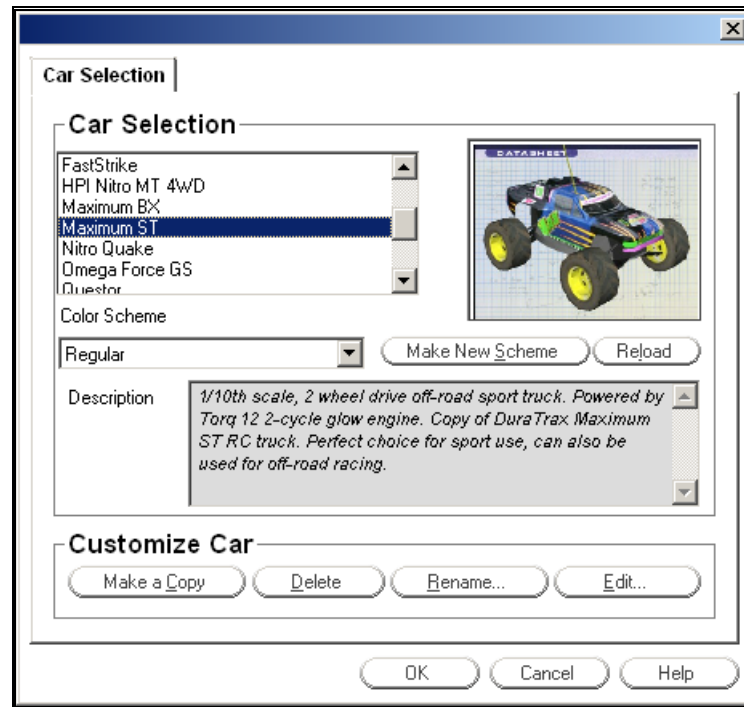 Car Selection
Car Selection
FastStrike
HPI Nitro MT 4WD
Maximum BX
Maximum ST
Nitro Quake
Omega Force GS
Questor
DATASHEET
Color Scheme
Regular
Make New Scheme
Reload
Description
1/10th scale, 2 wheel drive off-road sport truck. Powered by
Torq 12 2-cycle glow engine. Copy of DuraTrax Maximum
ST RC truck. Perfect choice for sport use, can also be
used for off-road racing.
Customize Car
Make a Copy
Delete
Rename...
Edit...
OK
Cancel
Help